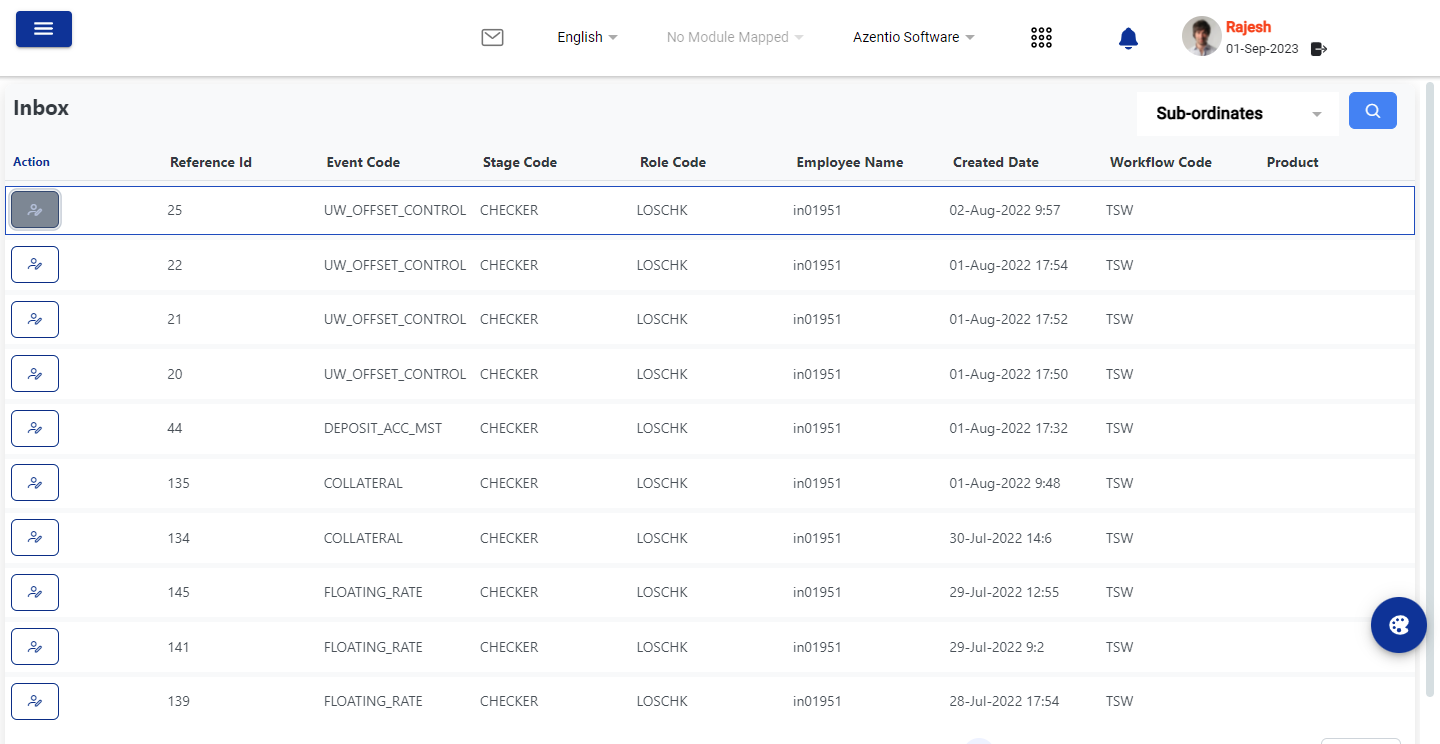 English
No Module Mapped
Azentio Software
Rajesh
01-Sep-2023
Inbox
Sub-ordinates
Action Reference Id Event Code Stage Code Role Code Employee Name Created Date Workflow Code Product
25 UW_OFFSET_CONTROL CHECKER LOSCHK in01951 02-Aug-2022 9:57 TSW
22 UW_OFFSET_CONTROL CHECKER LOSCHK in01951 01-Aug-2022 17:54 TSW
21 UW_OFFSET_CONTROL CHECKER LOSCHK in01951 01-Aug-2022 17:52 TSW
20 UW_OFFSET_CONTROL CHECKER LOSCHK in01951 01-Aug-2022 17:50 TSW
44 DEPOSIT_ACC_MST CHECKER LOSCHK in01951 01-Aug-2022 17:32 TSW
135 COLLATERAL CHECKER LOSCHK in01951 01-Aug-2022 9:48 TSW
134 COLLATERAL CHECKER LOSCHK in01951 30-Jul-2022 14:6 TSW
145 FLOATING_RATE CHECKER LOSCHK in01951 29-Jul-2022 12:55 TSW
141 FLOATING_RATE CHECKER LOSCHK in01951 29-Jul-2022 9:2 TSW
139 FLOATING_RATE CHECKER LOSCHK in01951 28-Jul-2022 17:54 TSW